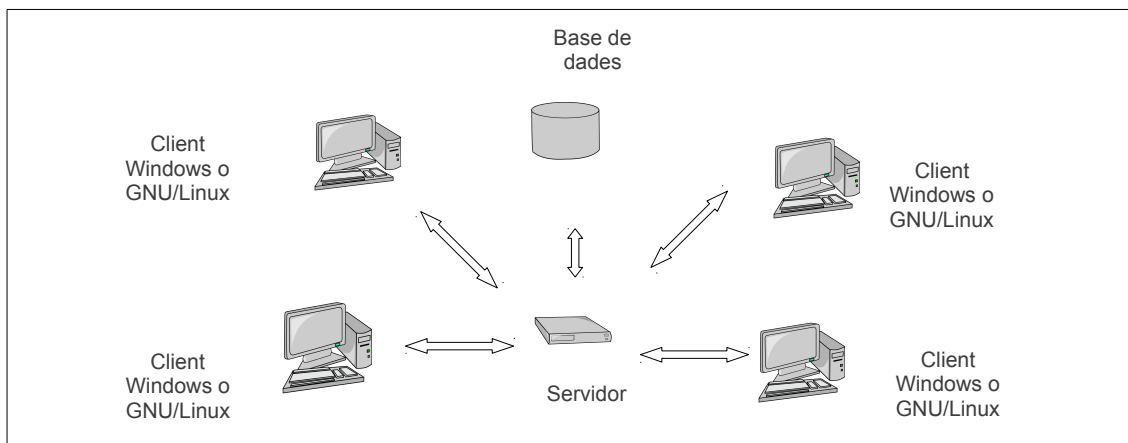 Base de
dades
Client
Windows o
GNU/Linux
Client
Windows o
GNU/Linux
Client
Windows o
GNU/Linux
Servidor
Client
Windows o
GNU/Linux